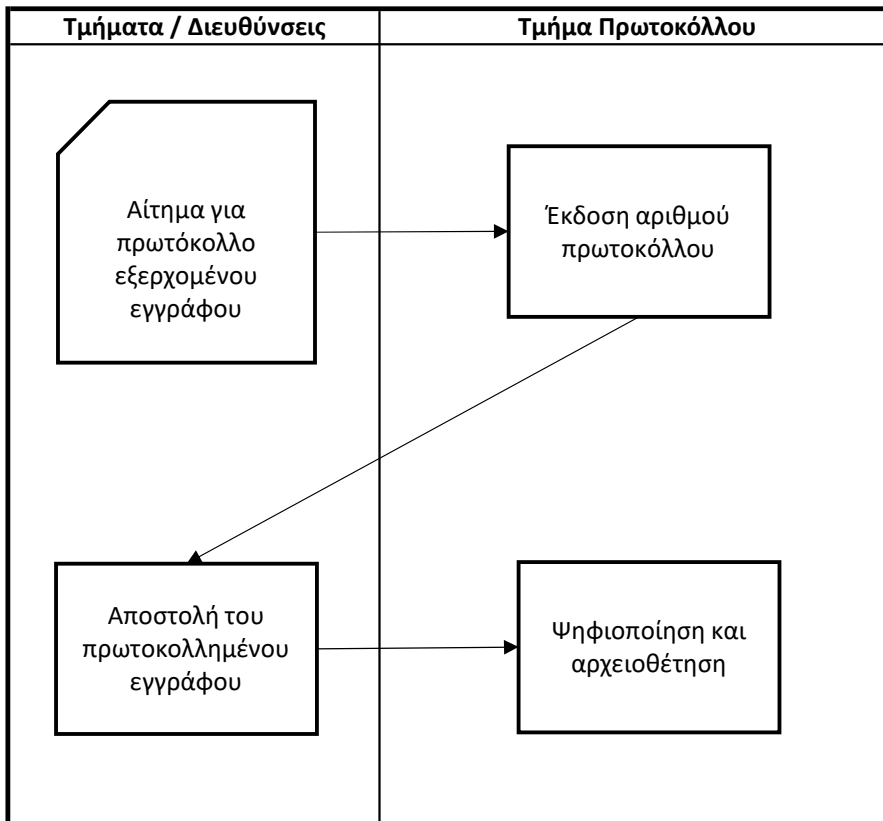 Τμήματα / Διευθύνσεις
Τμήμα Πρωτοκόλλου
Αίτημα για
πρωτόκολλο
εξερχομένου
εγγράφου
Έκδοση αριθμού
πρωτοκόλλου
Αποστολή του
πρωτοκολλημένου
εγγράφου
Ψηφιοποίηση και
αρχειοθέτηση